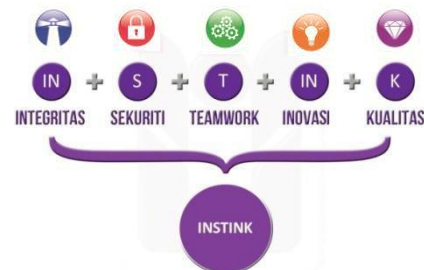 IN + S + T + IN + K
INTEGRITAS SEKURITI TEAMWORK INOVASI KUALITAS
INSTINK